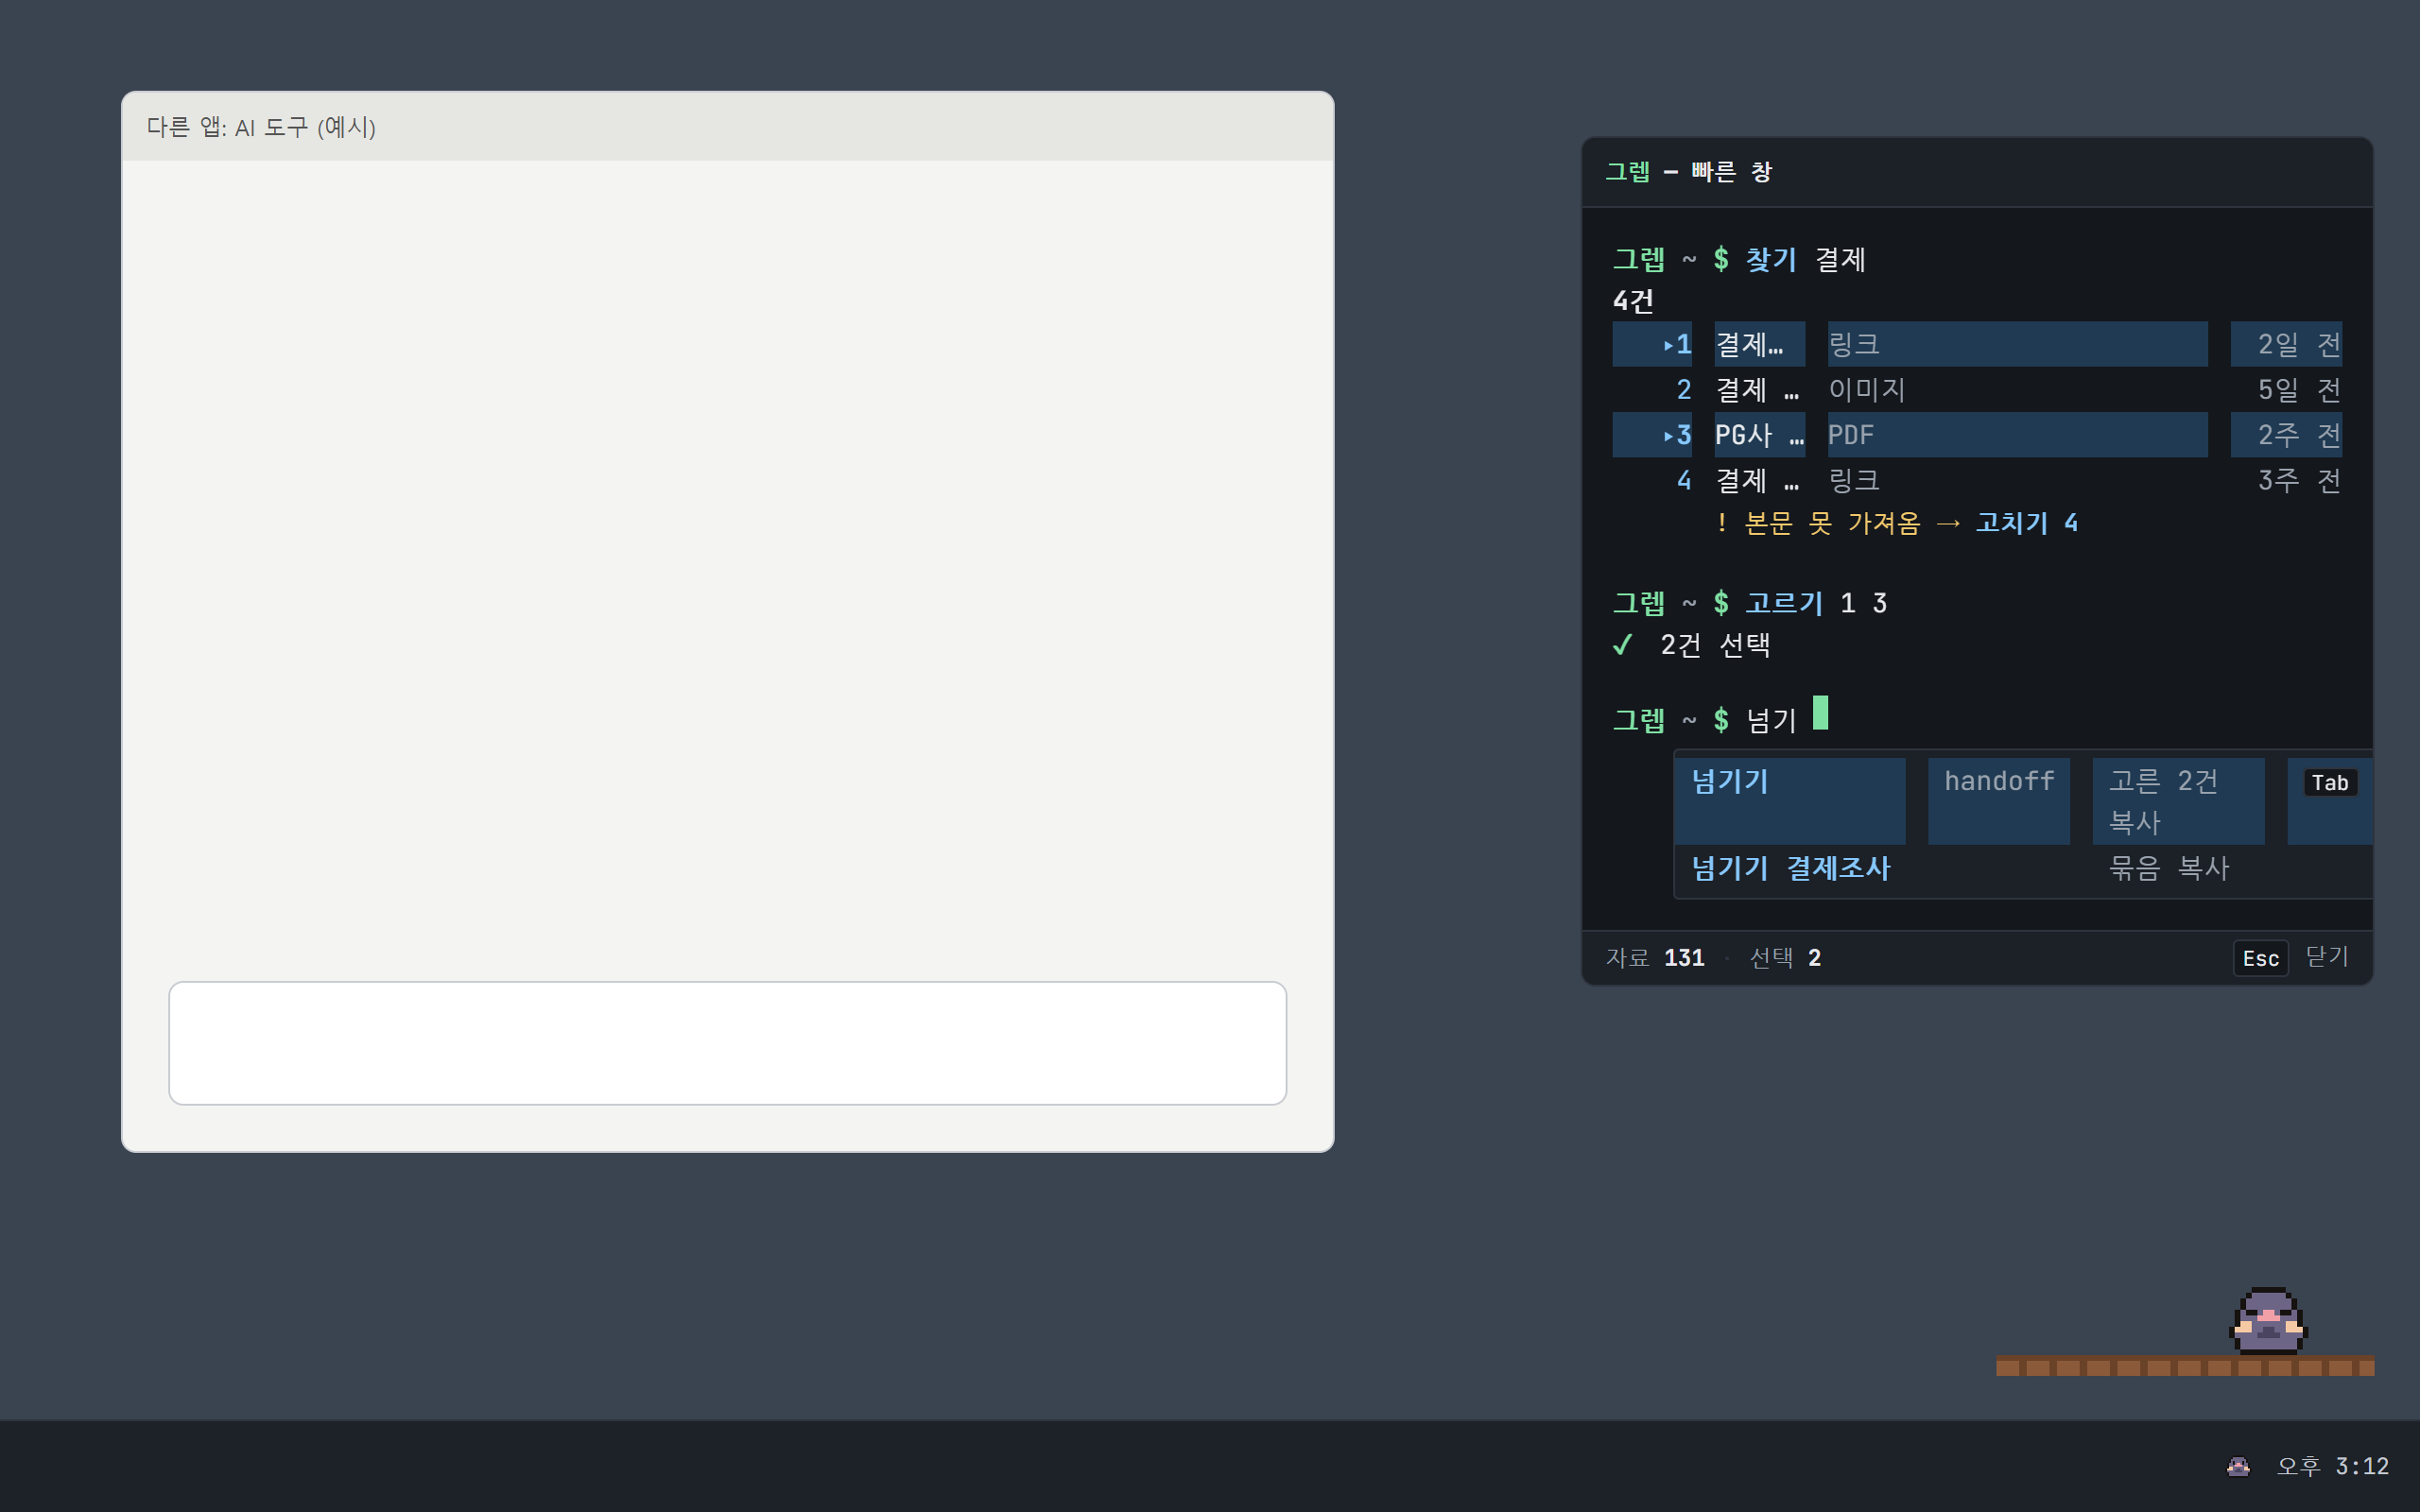 다른 앱: AI 도구 (예시)
그렙 — 빠른 창
그렙 ~ $ 찾기 결제
4건
▸1 결제… 링크 2일 전
2 결제 … 이미지 5일 전
▸3 PG사 … PDF 2주 전
4 결제 … 링크 3주 전
! 본문 못 가져옴 → 고치기 4
그렙 ~ $ 고르기 1 3
✓ 2건 선택
그렙 ~ $ 넘기
넘기기 handoff 고른 2건 Tab
복사
넘기기 결제조사 묶음 복사
자료 131 · 선택 2 Esc 닫기
오후 3:12